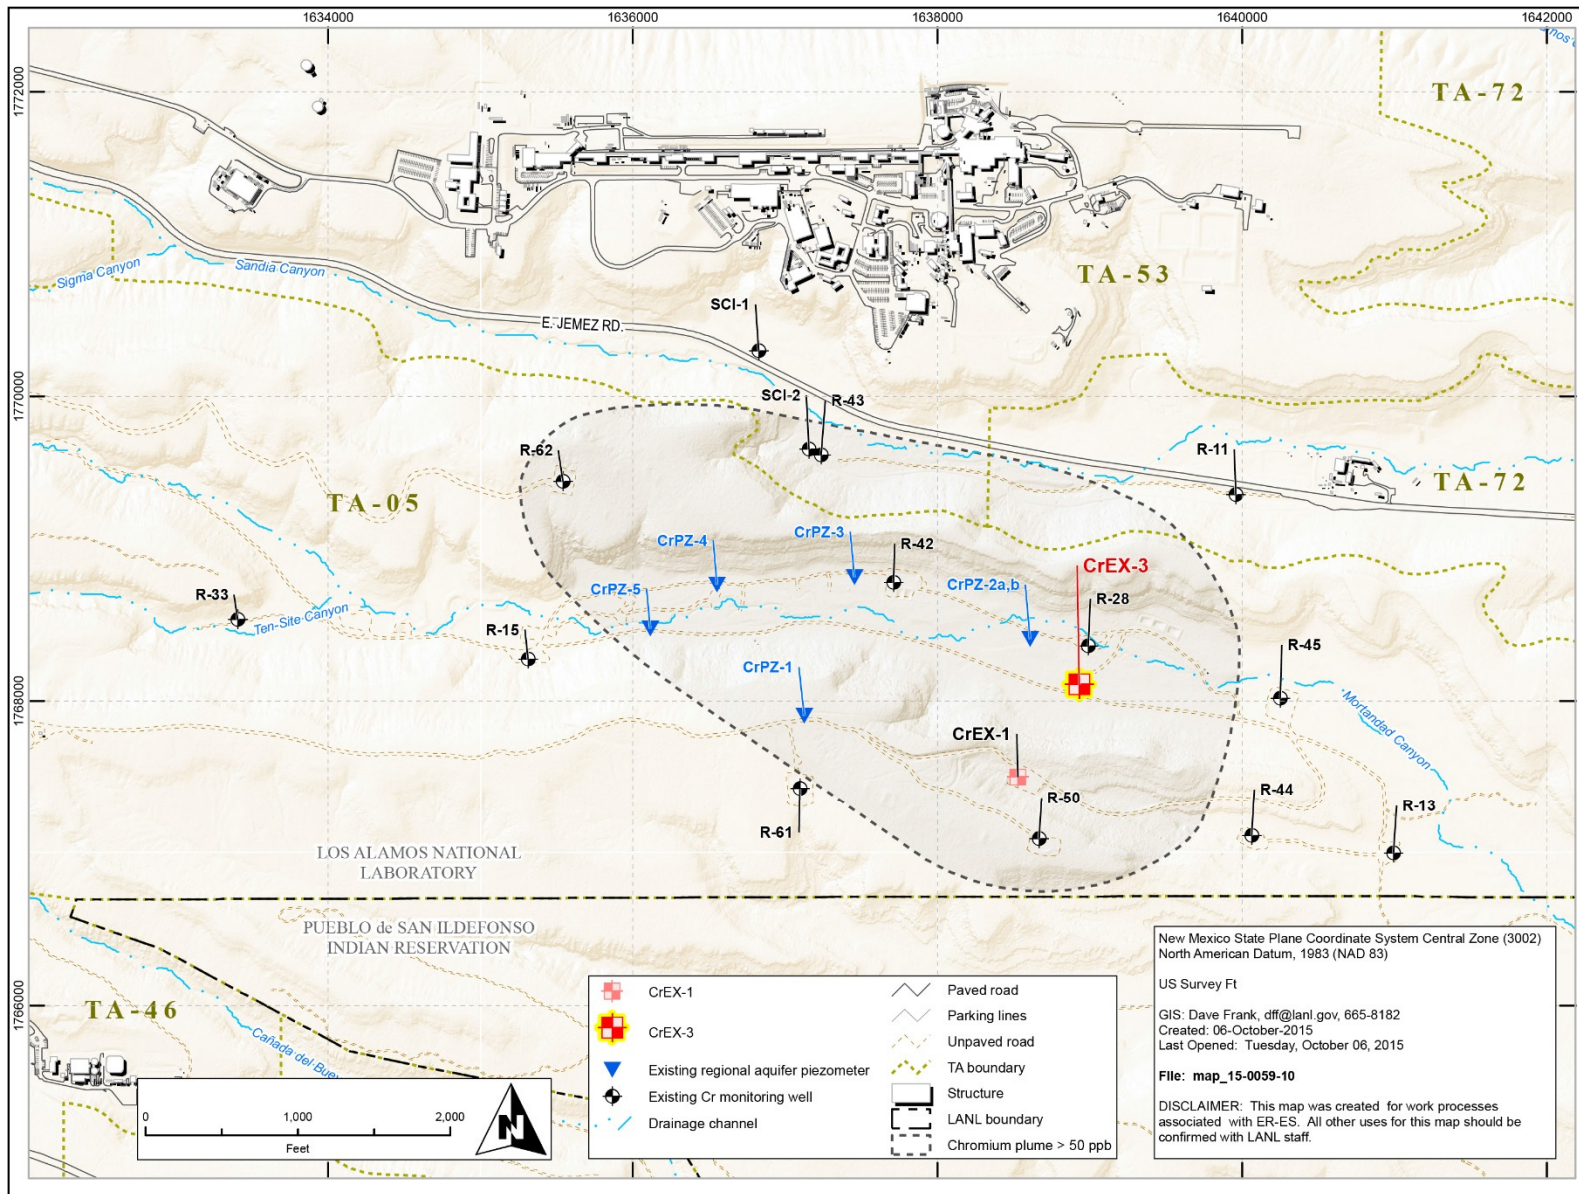 1634000
1636000
1638000
1640000
1642000
1772000
TA-72
Sigma Canyon
Sandia Canyon
TA-53
SCI-1
E. JEMEZ RD.
1770000
SCI-2
R-43
R-62
R-11
TA-05
TA-72
CrPZ-4
CrPZ-3
R-42
CrEX-3
CrPZ-5
CrPZ-2a,b
R-28
R-33
Ten-Site Canyon
R-15
R-45
CrPZ-1
1768000
Mortandad Canyon
CrEX-1
R-50
R-44
R-13
R-61
LOS ALAMOS NATIONAL
LABORATORY
PUEBLO de SAN ILDEFONSO
INDIAN RESERVATION
1766000
TA-46
Cañada del Buey
0
1,000
2,000
Feet
N
CrEX-1
CrEX-3
Existing regional aquifer piezometer
Existing Cr monitoring well
Drainage channel
Paved road
Parking lines
Unpaved road
TA boundary
Structure
LANL boundary
Chromium plume > 50 ppb
New Mexico State Plane Coordinate System Central Zone (3002)
North American Datum, 1983 (NAD 83)
US Survey Ft
GIS: Dave Frank, dff@lanl.gov, 665-8182
Created: 06-October-2015
Last Opened: Tuesday, October 06, 2015
File: map_15-0059-10
DISCLAIMER: This map was created for work processes
associated with ER-ES. All other uses for this map should be
confirmed with LANL staff.